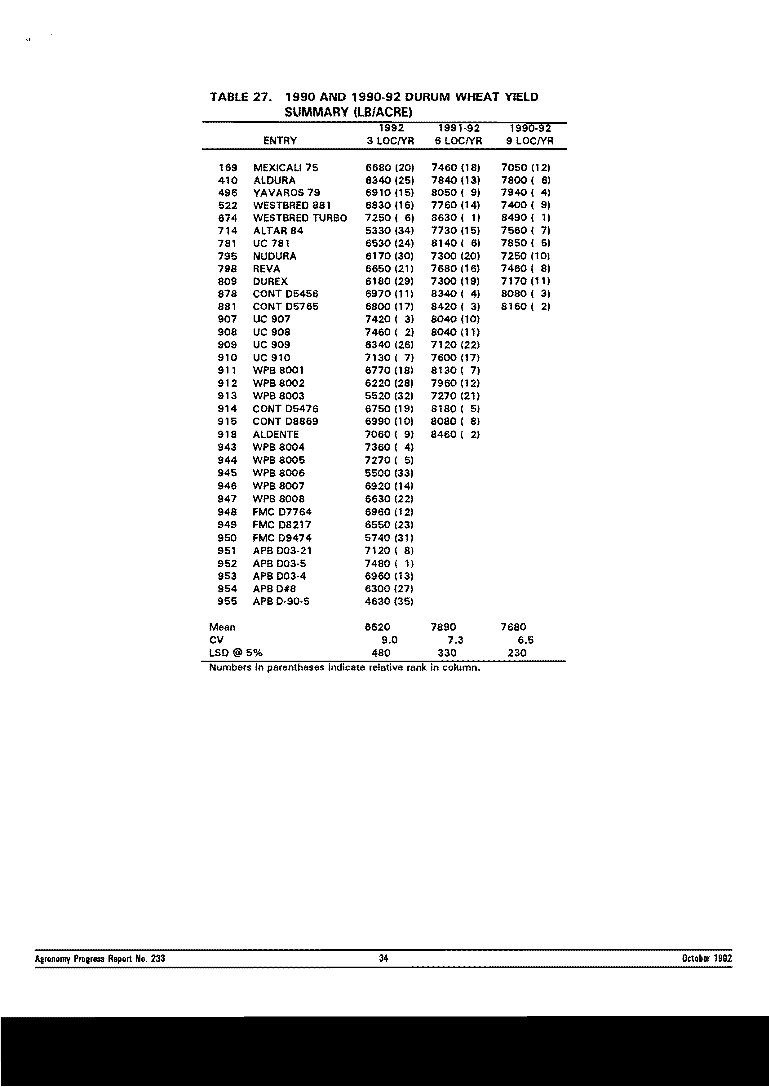 TABLE 27. 1990 AND 1990-92 DURUM WHEAT YIELD
SUMMARY (LB/ACRE)
1992 1991-92 1990-92
ENTRY 3 LOC/YR 6 LOC/YR 9 LOC/YR
169 MEXICALI 75 6680 (20) 7460 (18) 7050 (12)
410 ALDURA 6340 (25) 7840 (13) 7800 ( 6)
496 YAVAROS 79 6910 (15) 8050 ( 9) 7940 ( 4)
522 WESTBRED 881 6830 (16) 7760 (14) 7400 ( 9)
674 WESTBRED TURBO 7250 ( 6) 8630 ( 1) 8490 ( 1)
714 ALTAR 84 5330 (34) 7730 (15) 7560 ( 7)
781 UC 781 6530 (24) 8140 ( 6) 7850 ( 5)
795 NUDURA 6170 (30) 7300 (20) 7250 (10)
798 REVA 6650 (21) 7680 (16) 7460 ( 8)
809 DUREX 6180 (29) 7300 (19) 7170 (11)
878 CONT D5456 6970 (11) 8340 ( 4) 8080 ( 3)
881 CONT D5765 6800 (17) 8420 ( 3) 8160 ( 2)
907 UC 907 7420 ( 3) 8040 (10)
908 UC 908 7460 ( 2) 8040 (11)
909 UC 909 6340 (26) 7120 (22)
910 UC 910 7130 ( 7) 7600 (17)
911 WPB 8001 6770 (18) 8130 ( 7)
912 WPB 8002 6220 (28) 7960 (12)
913 WPB 8003 5520 (32) 7270 (21)
914 CONT D5476 6750 (19) 8180 ( 5)
915 CONT D8869 6990 (10) 8080 ( 8)
918 ALDENTE 7060 ( 9) 8460 ( 2)
943 WPB 8004 7360 ( 4)
944 WPB 8005 7270 ( 5)
945 WPB 8006 5500 (33)
946 WPB 8007 6920 (14)
947 WPB 8008 6630 (22)
948 FMC D7764 6960 (12)
949 FMC D8217 6550 (23)
950 FMC D9474 5740 (31)
951 APB D03-21 7120 ( 8)
952 APB D03-5 7480 ( 1)
953 APB D03-4 6960 (13)
954 APB D#8 6300 (27)
955 APB D-90-5 4630 (35)
Mean 6620 7890 7680
CV 9.0 7.3 6.5
LSD @ 5% 480 330 230
Numbers in parentheses indicate relative rank in column.
Agronomy Progress Report No. 233 34 October 1992